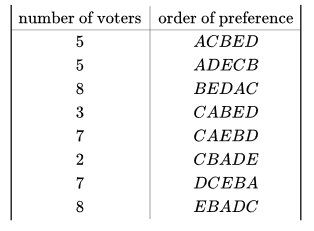 number of voters order of preference
5 ACBED
5 ADECB
8 BEDAC
3 CABED
7 CAEBD
2 CBADE
7 DCEBA
8 EBADC